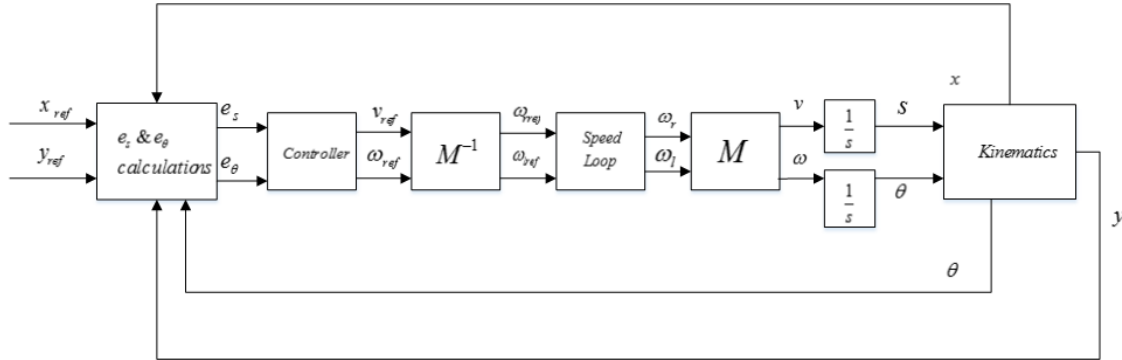 x
x ref e s v ref ω rref ω r v S
e s & e θ calculations
Controller
M⁻¹
Speed Loop
M
1/s
Kinematics
y ref e θ ω ref ω lref ω l ω θ
1/s
y
θ